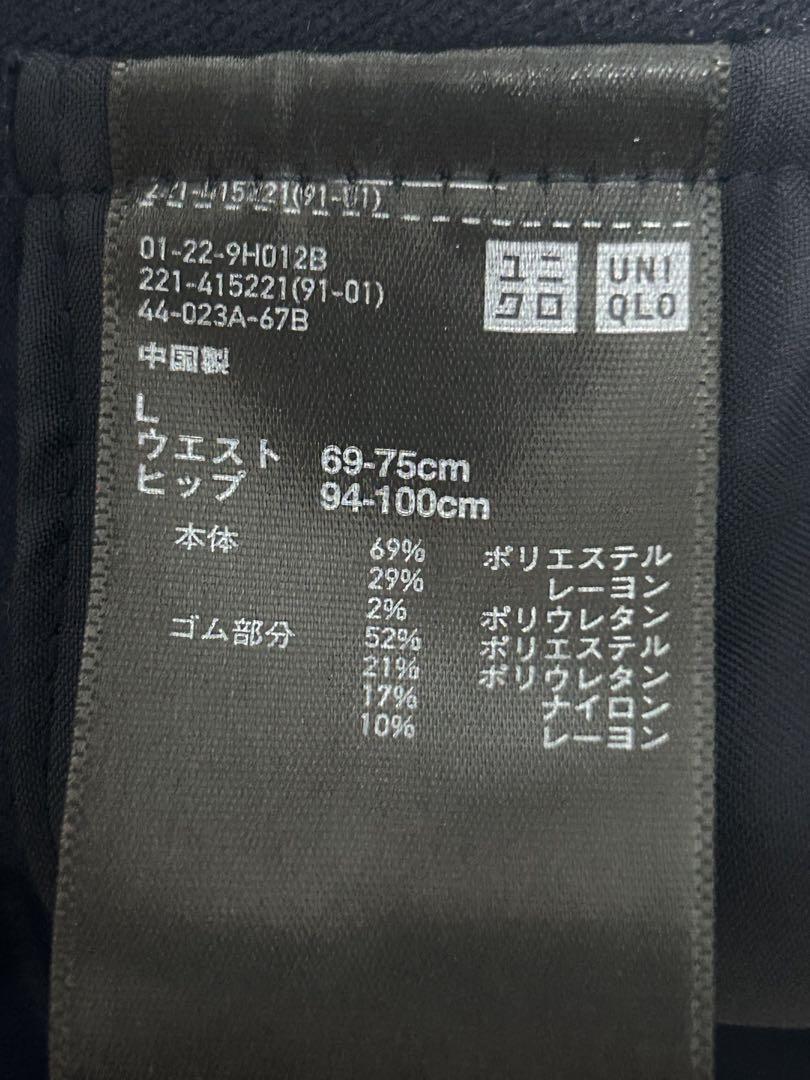 221-415221(91-01)
01-22-9H012B
221-415221(91-01)
44-023A-67B
ユニ
クロ
UNI
QLO
中国製
L
ウエスト 69-75cm
ヒップ 94-100cm
本体 69% ポリエステル
29% レーヨン
2% ポリウレタン
ゴム部分 52% ポリエステル
21% ポリウレタン
17% ナイロン
10% レーヨン